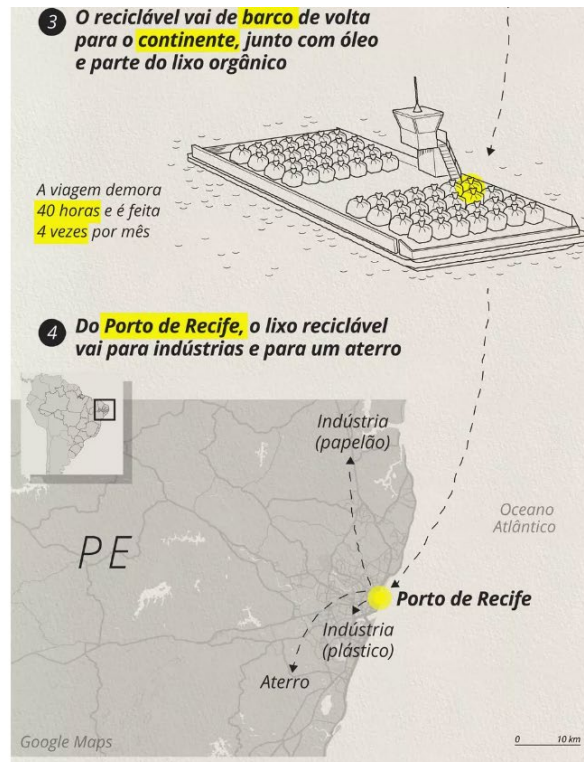 3 O reciclável vai de barco de volta
para o continente, junto com óleo
e parte do lixo orgânico
A viagem demora
40 horas e é feita
4 vezes por mês
4 Do Porto de Recife, o lixo reciclável
vai para indústrias e para um aterro
Indústria
(papelão)
Oceano
Atlântico
PE
Porto de Recife
Indústria
(plástico)
Aterro
Google Maps
0 10 km